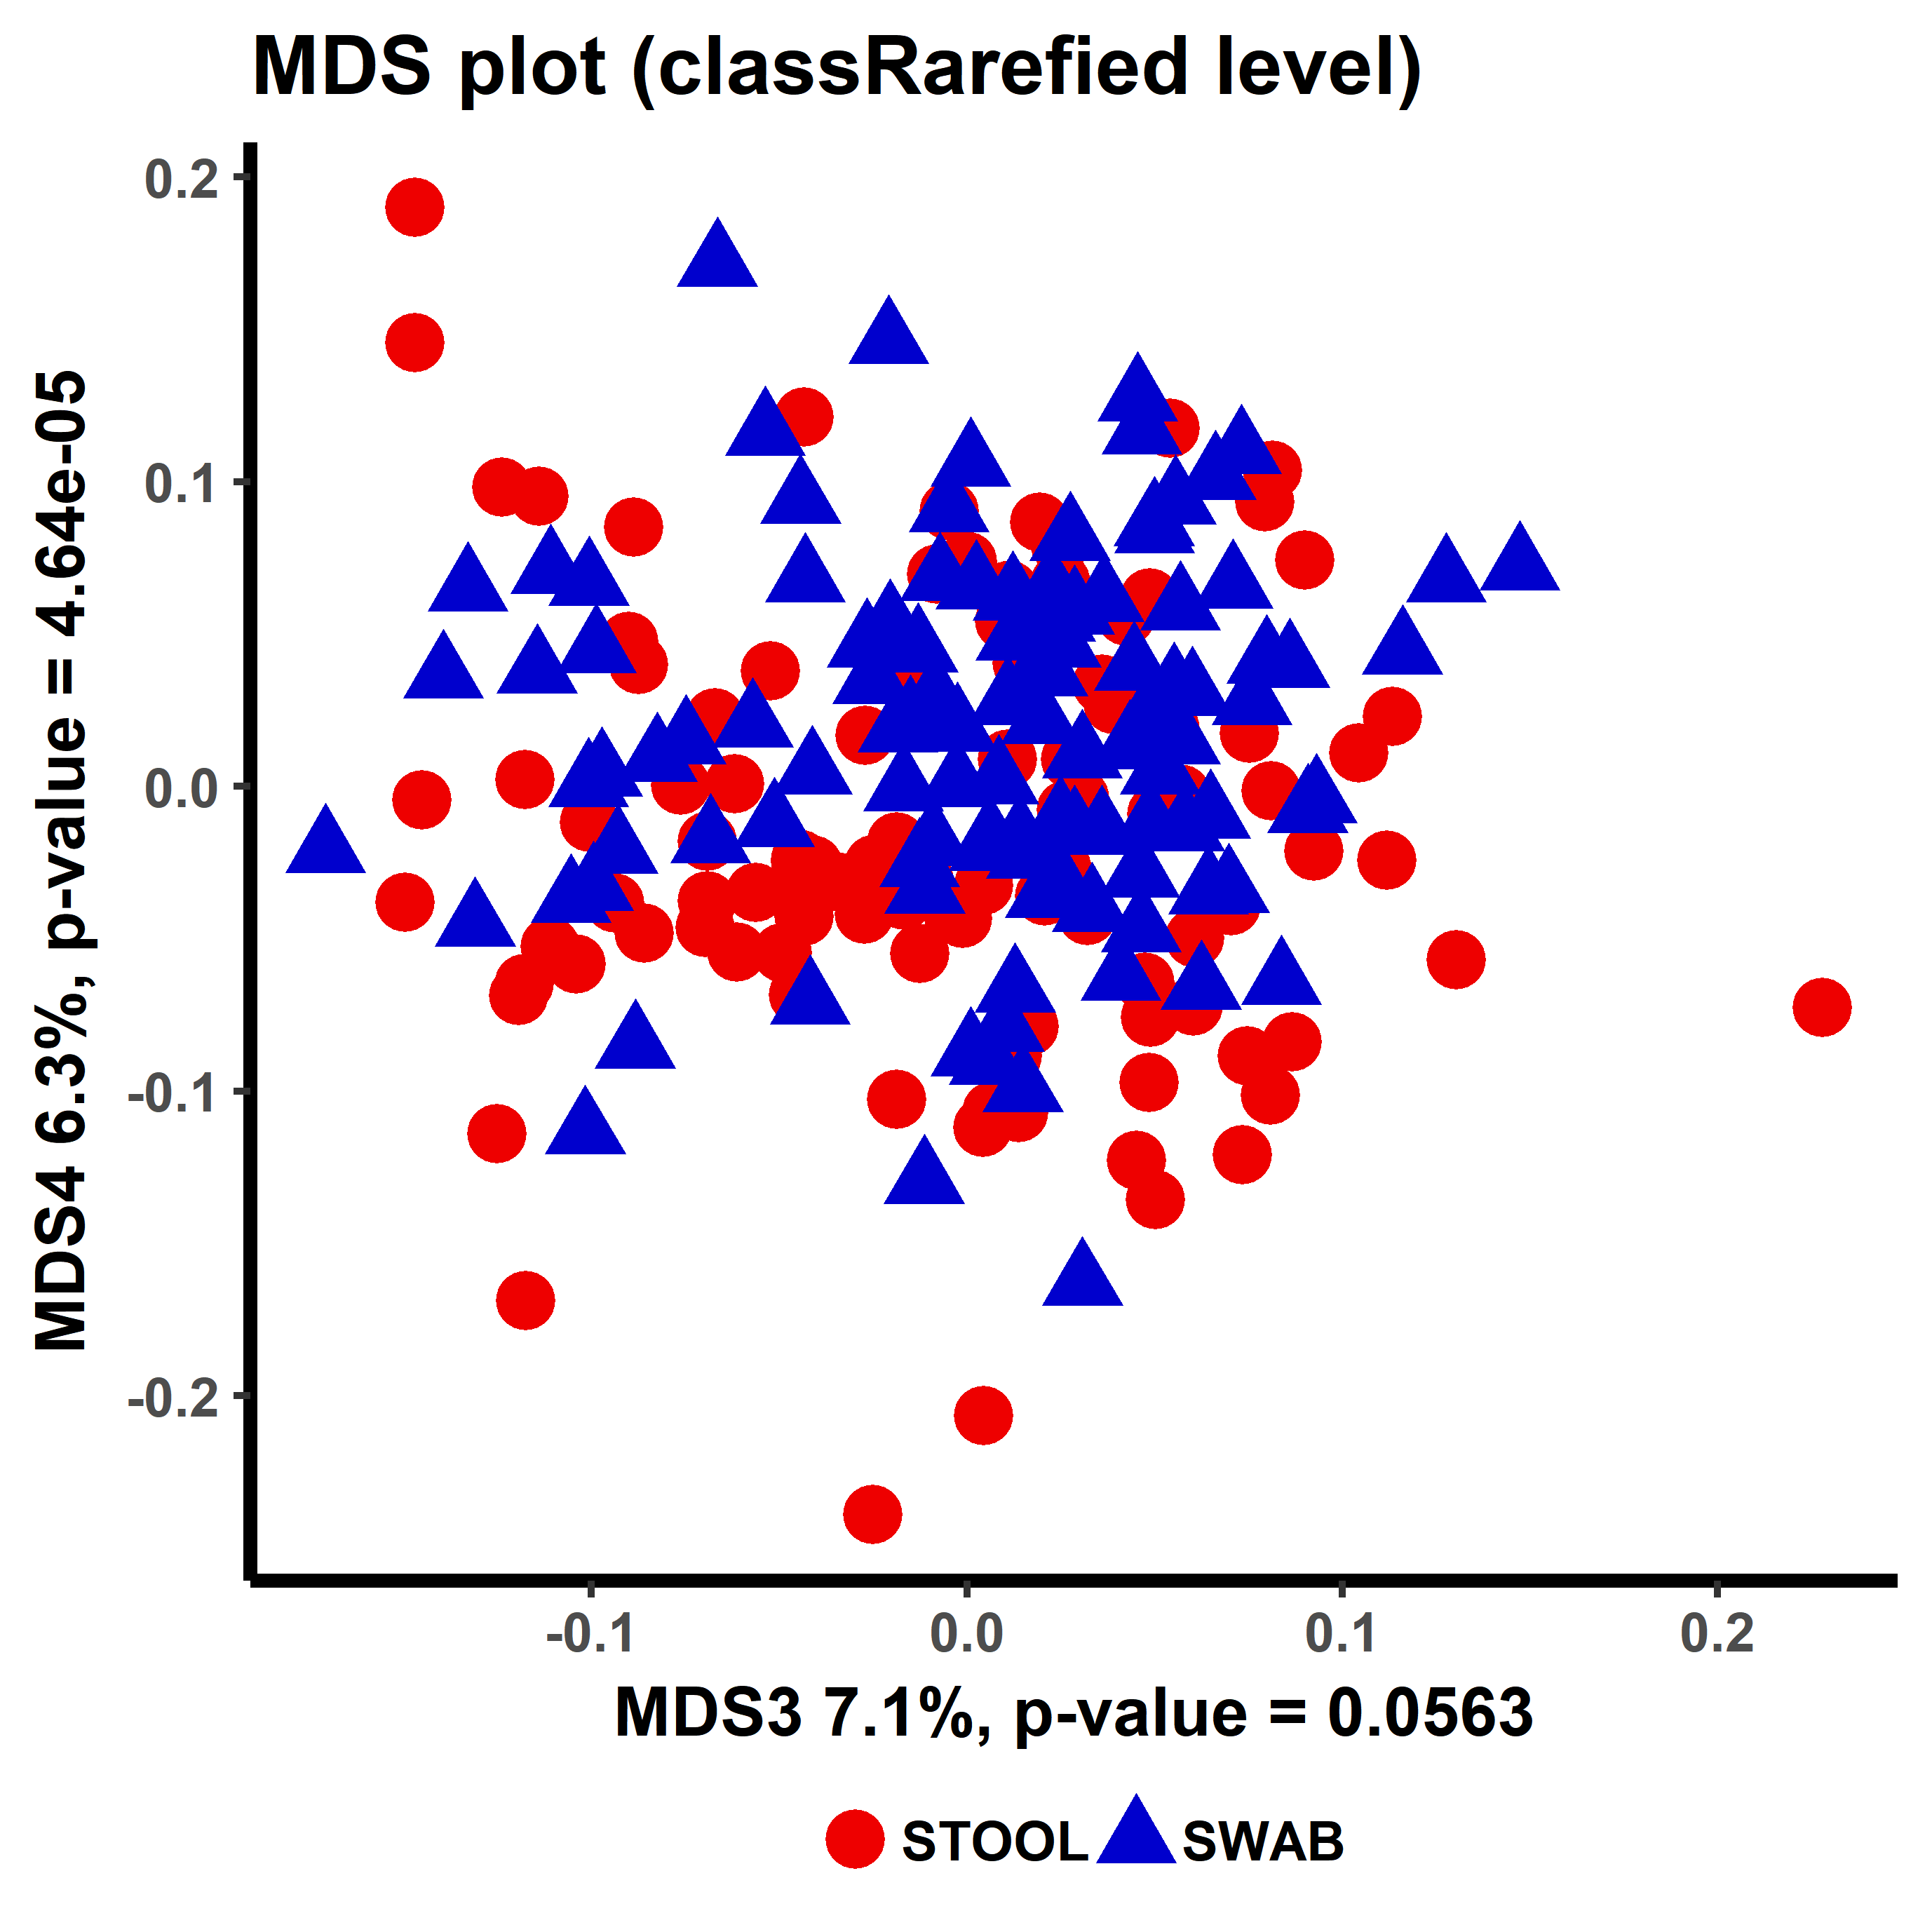 MDS plot (classRarefied level)
MDS4 6.3%, p-value = 4.64e-05
0.2
0.1
0.0
-0.1
-0.2
-0.1 0.0 0.1 0.2
MDS3 7.1%, p-value = 0.0563
STOOL SWAB